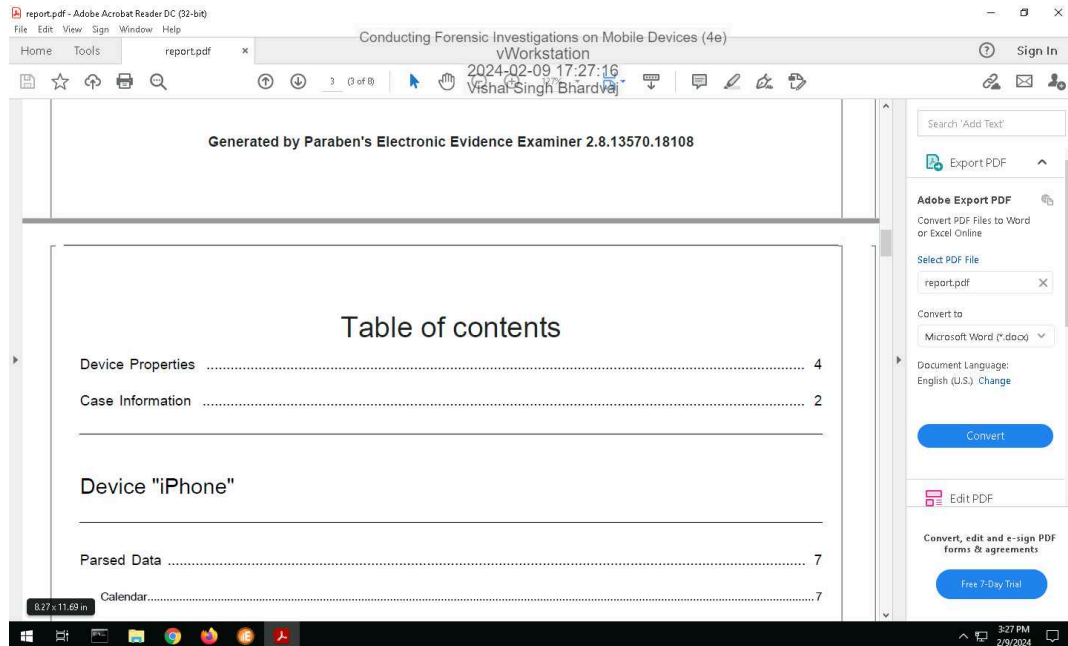 report.pdf - Adobe Acrobat Reader DC (32-bit)
File Edit View Sign Window Help
Conducting Forensic Investigations on Mobile Devices (4e)
vWorkstation
2024-02-09 17:27:16
Vishal Singh Bhardvaj
Home Tools report.pdf × Sign In
3 (3 of 8)
Generated by Paraben's Electronic Evidence Examiner 2.8.13570.18108
Table of contents
Device Properties ........ 4
Case Information ........ 2
Device "iPhone"
Parsed Data ........ 7
Calendar........ 7
8.27 x 11.69 in
Search 'Add Text'
Export PDF
Adobe Export PDF
Convert PDF Files to Word
or Excel Online
Select PDF File
report.pdf
Convert to
Microsoft Word (*.docx)
Document Language:
English (U.S.) Change
Convert
Edit PDF
Convert, edit and e-sign PDF
forms & agreements
Free 7-Day Trial
3:27 PM
2/9/2024